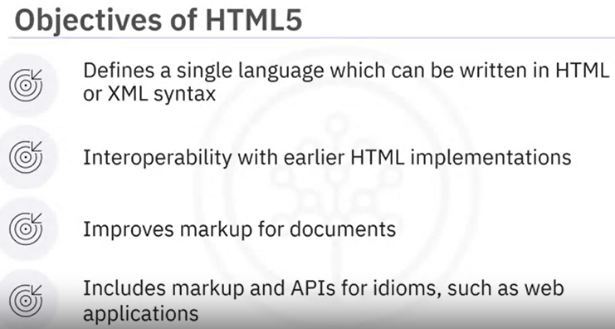 Objectives of HTML5
Defines a single language which can be written in HTML
or XML syntax
Interoperability with earlier HTML implementations
Improves markup for documents
Includes markup and APIs for idioms, such as web
applications